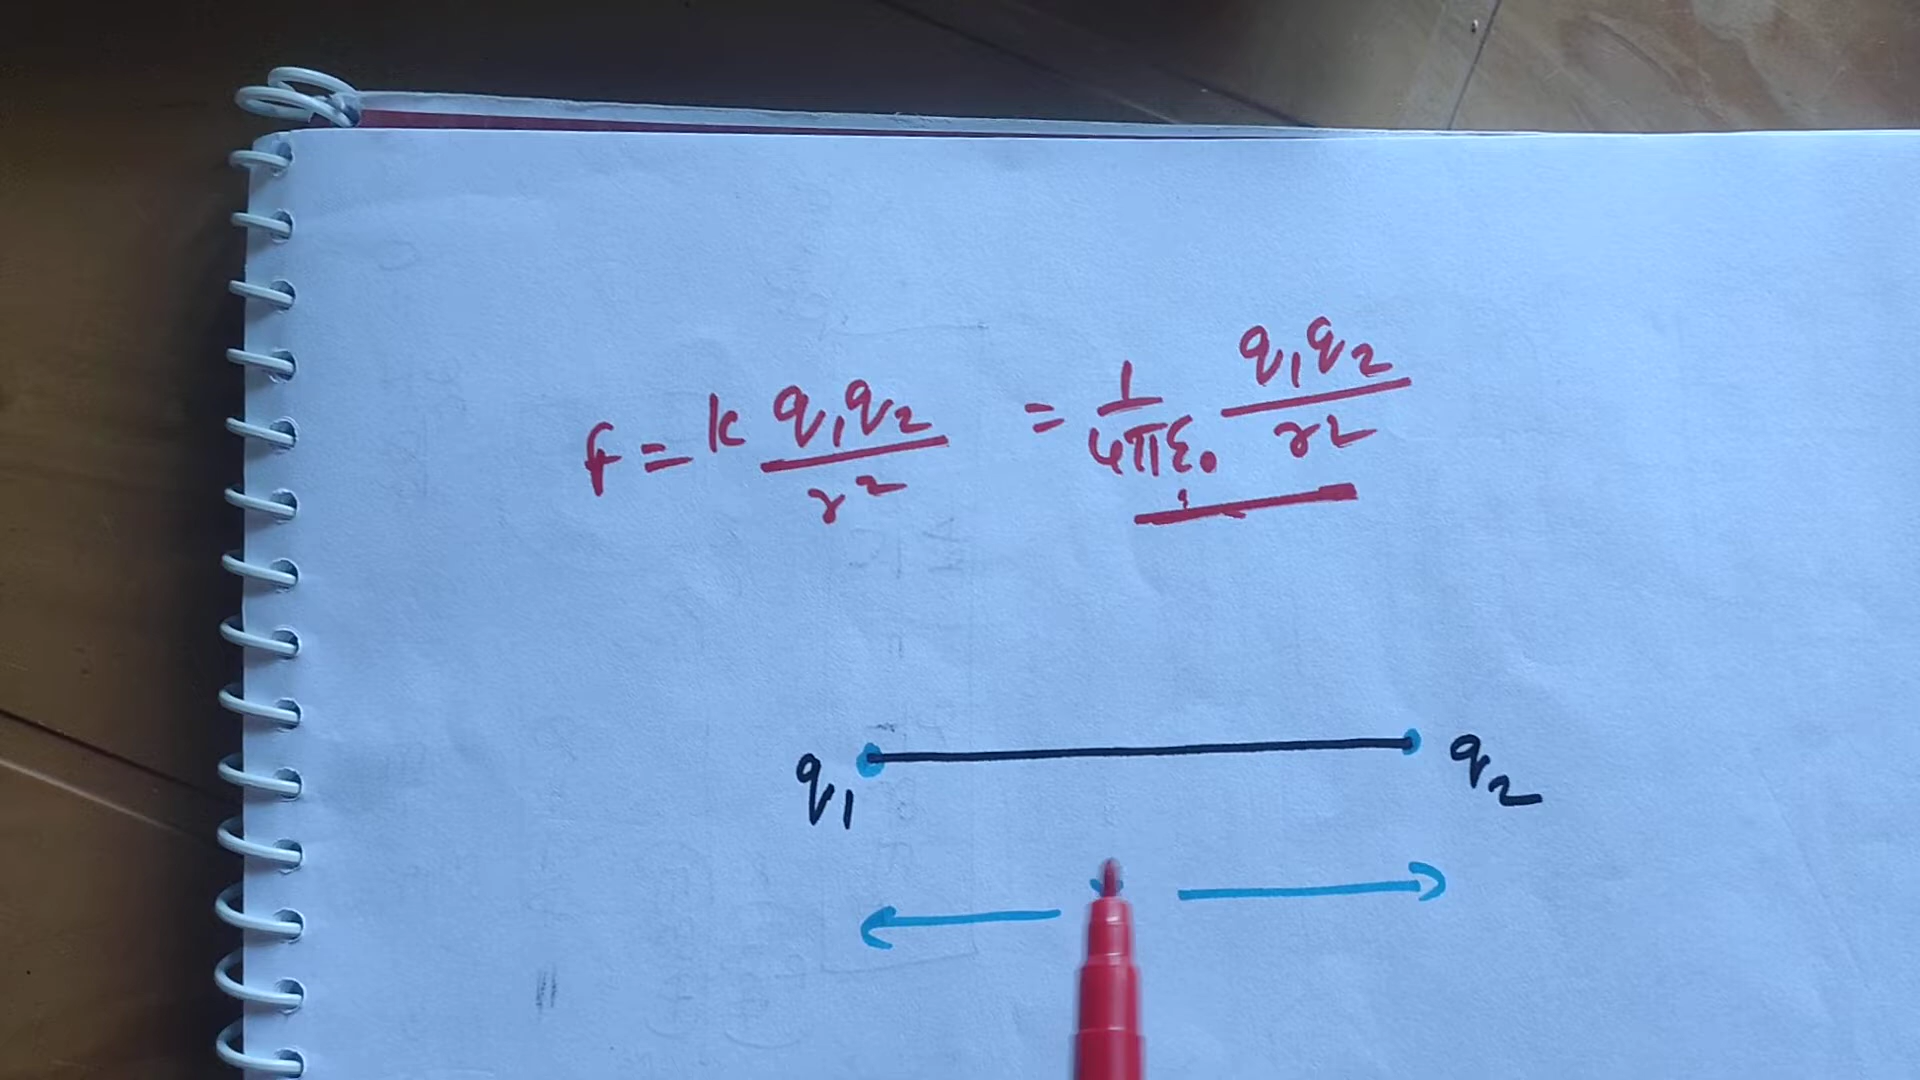 F = k q₁q₂/r² = 1/4πε₀ q₁q₂/r²
q₁ q₂